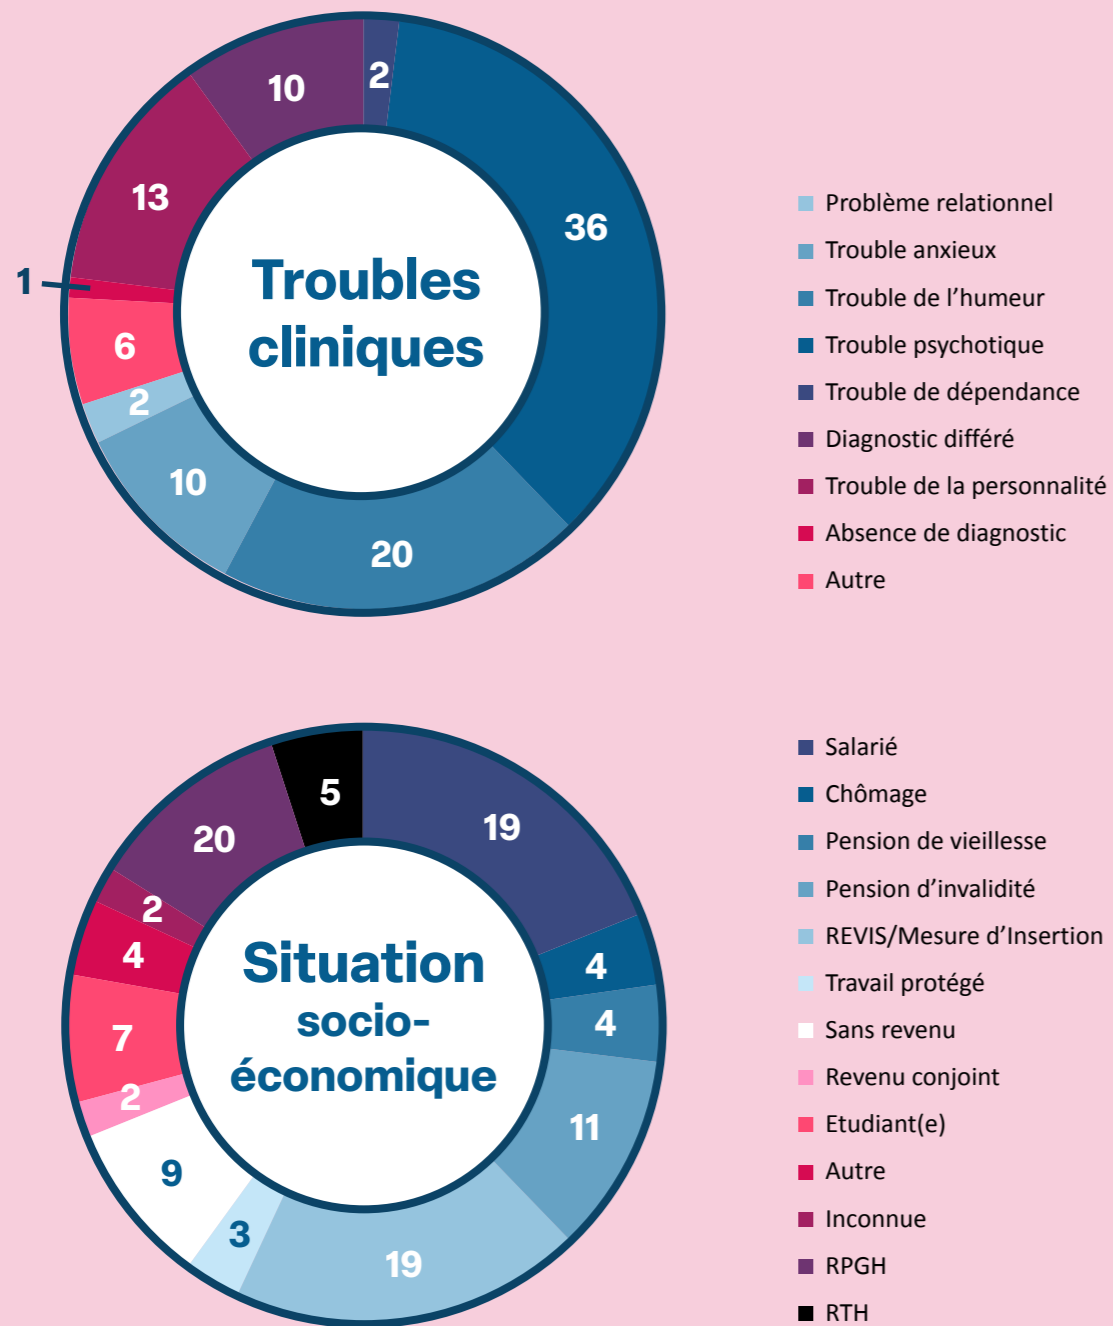 2
36
20
10
2
6
1
13
10
Troubles
cliniques
Problème relationnel
Trouble anxieux
Trouble de l’humeur
Trouble psychotique
Trouble de dépendance
Diagnostic différé
Trouble de la personnalité
Absence de diagnostic
Autre
19
4
4
11
19
3
9
2
7
4
2
20
5
Situation
socio-
économique
Salarié
Chômage
Pension de vieillesse
Pension d’invalidité
REVIS/Mesure d’Insertion
Travail protégé
Sans revenu
Revenu conjoint
Etudiant(e)
Autre
Inconnue
RPGH
RTH